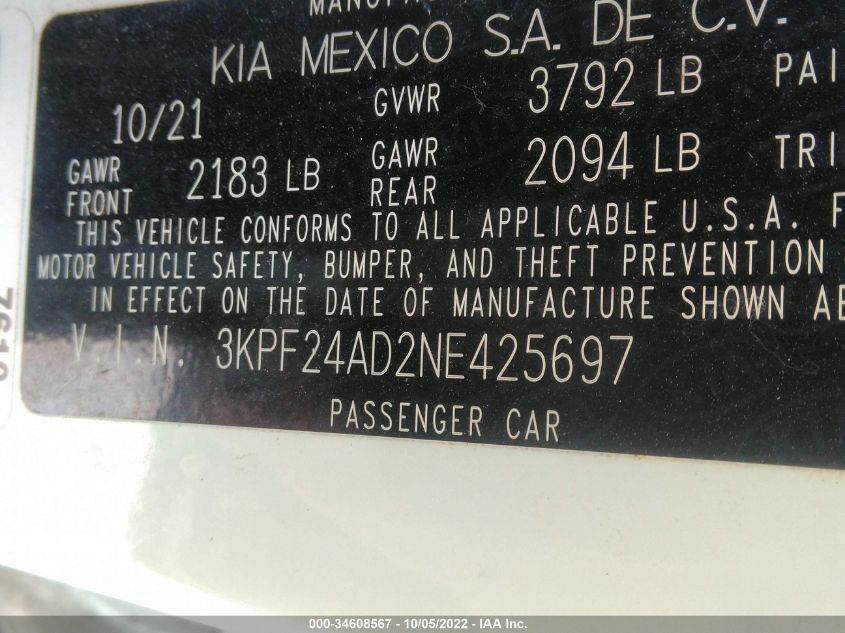 KIA MEXICO S.A. DE C.V.
10/21 GVWR 3792 LB
GAWR FRONT 2183 LB GAWR REAR 2094 LB
THIS VEHICLE CONFORMS TO ALL APPLICABLE U.S.A.
MOTOR VEHICLE SAFETY, BUMPER, AND THEFT PREVENTION
IN EFFECT ON THE DATE OF MANUFACTURE SHOWN
V.I.N. 3KPF24AD2NE425697
PASSENGER CAR
000-34608567 - 10/05/2022 - IAA Inc.